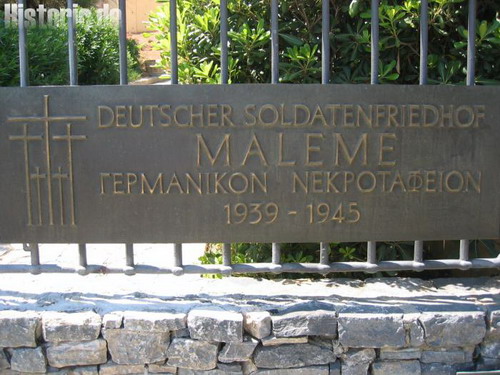 Historic.de
DEUTSCHER SOLDATENFRIEDHOF
MALEME
ΓΕΡΜΑΝΙΚΟΝ ΝΕΚΡΟΤΑΦΕΙΟΝ
1939 - 1945